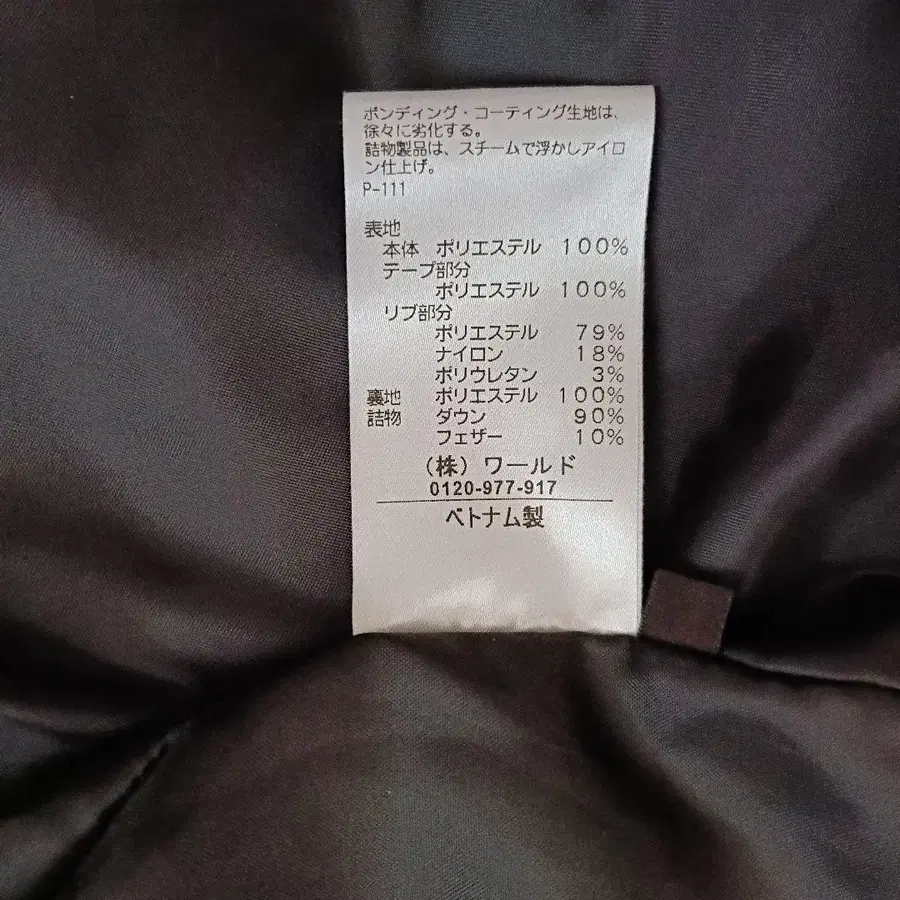 ボンディング・コーティング生地は、
徐々に劣化する。
詰物製品は、スチームで浮かしアイロ
ン仕上げ。
P-111
表地
本体 ポリエステル 100%
テープ部分
ポリエステル 100%
リブ部分
ポリエステル 79%
ナイロン 18%
ポリウレタン 3%
裏地 ポリエステル 100%
詰物 ダウン 90%
フェザー 10%
（株）ワールド
0120-977-917
ベトナム製